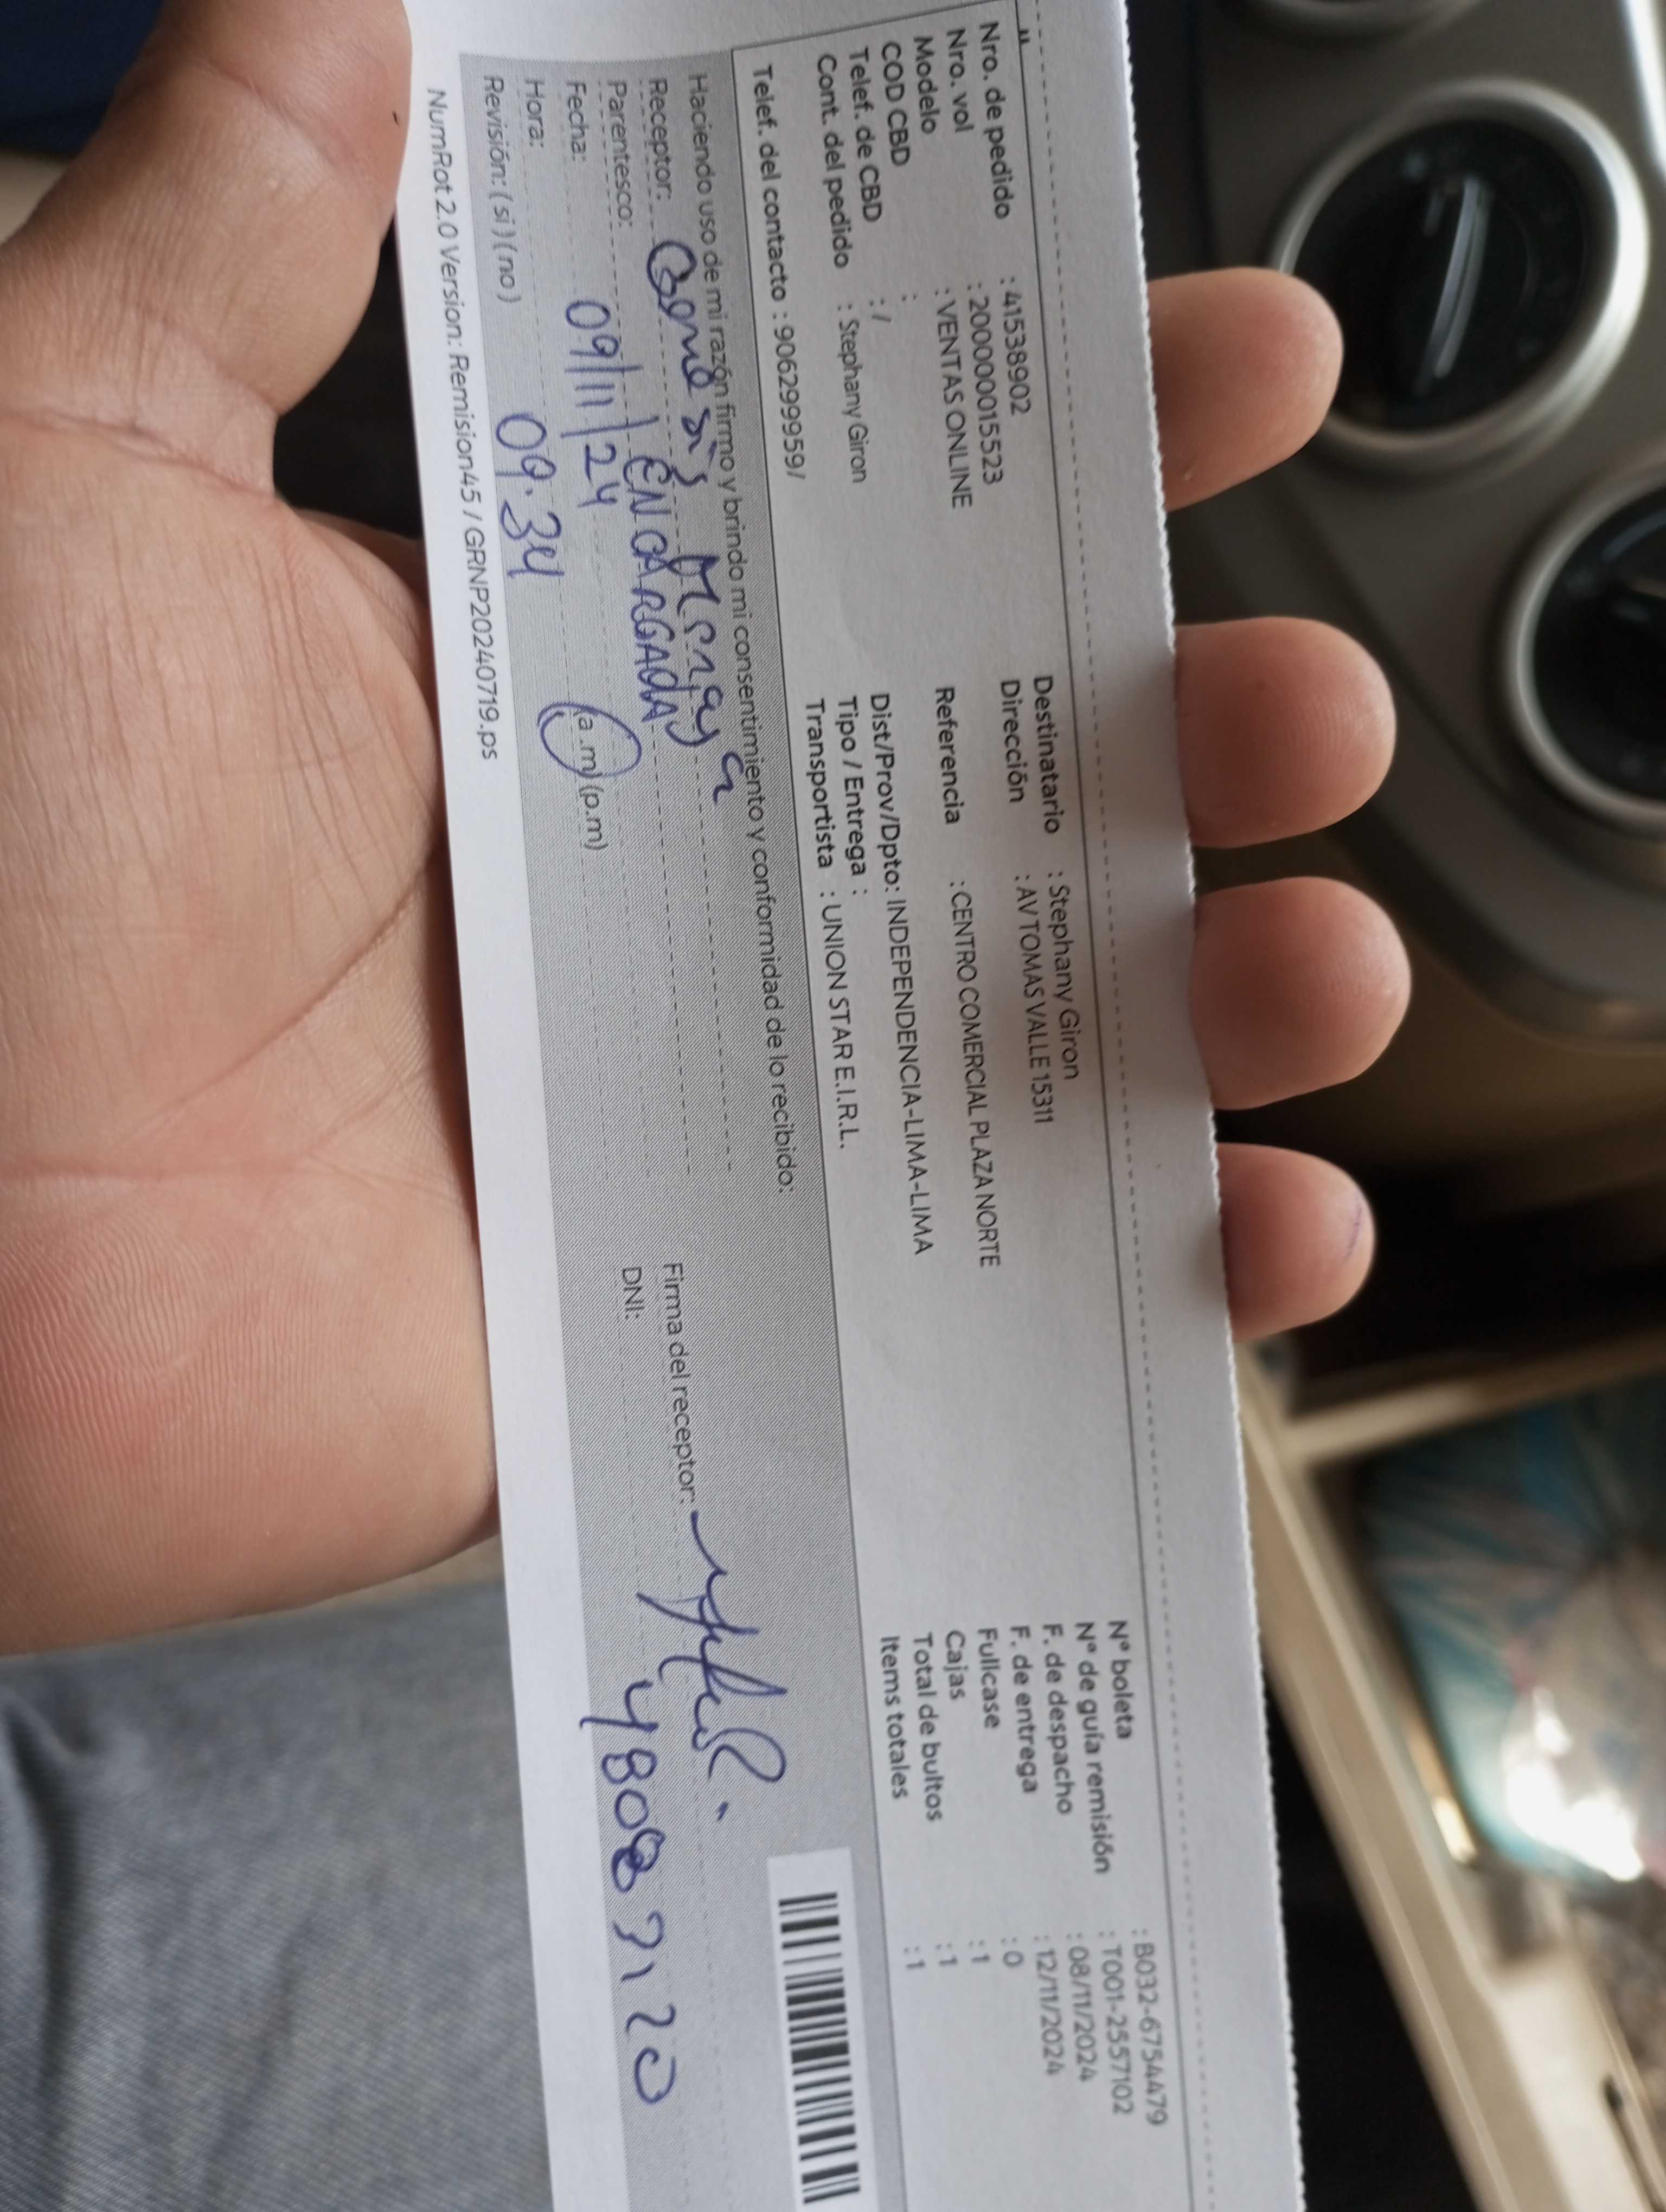 Nro. de pedido : 41538902
Nro. vol : 2000000015523
Modelo : VENTAS ONLINE
COD CBD :
Telef. de CBD : /
Cont. del pedido : Stephany Giron
Telef. del contacto : 906299959/
Destinatario : Stephany Giron
Dirección : AV TOMAS VALLE 15311
Referencia : CENTRO COMERCIAL PLAZA NORTE
Dist/Prov/Dpto: INDEPENDENCIA-LIMA-LIMA
Tipo / Entrega :
Transportista : UNION STAR E.I.R.L.
N° boleta : B032-6754479
N° de guía remisión : T001-2557102
F. de despacho : 08/11/2024
F. de entrega : 12/11/2024
Fullcase : 0
Cajas : 1
Total de bultos : 1
Items totales : 1
Haciendo uso de mi razón firmo y brindo mi consentimiento y conformidad de lo recibido:
Receptor:
Parentesco: ENCARGADA
Fecha: 09/11/24
Hora: 09:34 (a.m) (p.m)
Revisión: ( si ) ( no )
Firma del receptor:
DNI:
NumRot 2.0 Version: Remision45 / GRNP20240719.ps